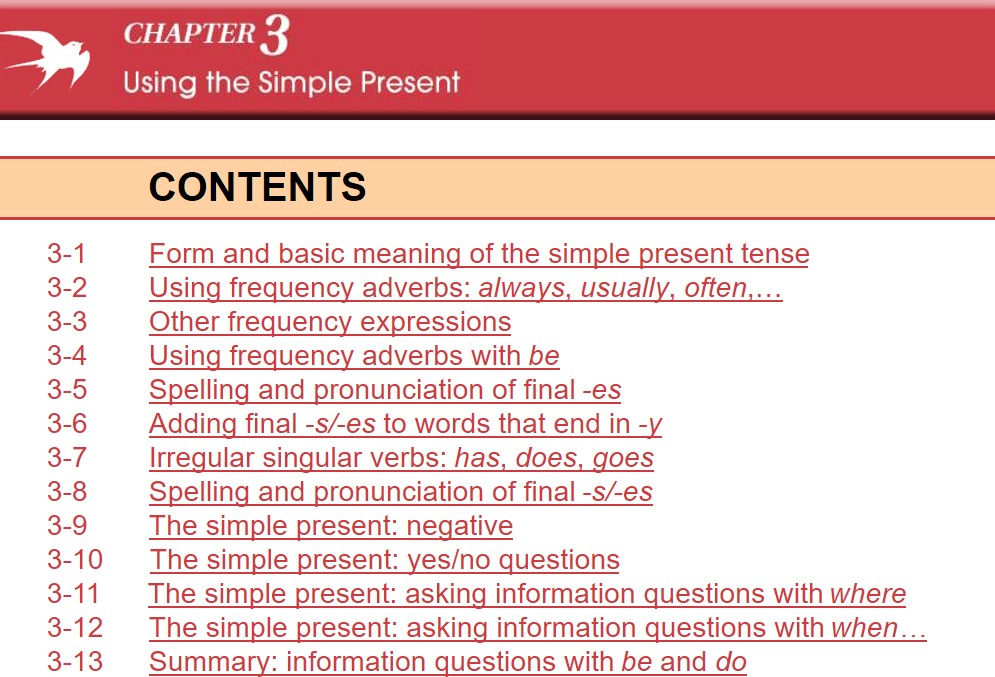 CHAPTER 3
Using the Simple Present
CONTENTS
3-1 Form and basic meaning of the simple present tense
3-2 Using frequency adverbs: always, usually, often,…
3-3 Other frequency expressions
3-4 Using frequency adverbs with be
3-5 Spelling and pronunciation of final -es
3-6 Adding final -s/-es to words that end in -y
3-7 Irregular singular verbs: has, does, goes
3-8 Spelling and pronunciation of final -s/-es
3-9 The simple present: negative
3-10 The simple present: yes/no questions
3-11 The simple present: asking information questions with where
3-12 The simple present: asking information questions with when…
3-13 Summary: information questions with be and do